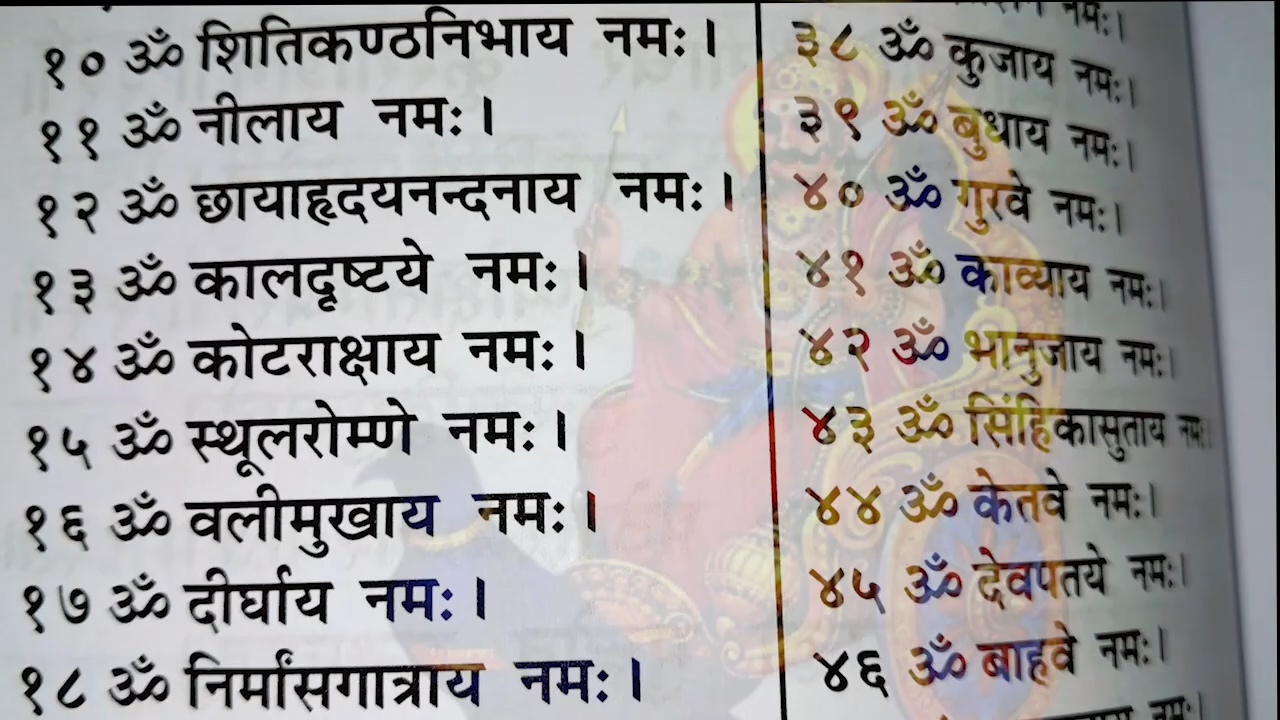 १० ॐ शितिकण्ठनिभाय नमः।
११ ॐ नीलाय नमः।
१२ ॐ छायाहृदयनन्दनाय नमः।
१३ ॐ कालदृष्टये नमः।
१४ ॐ कोटराक्षाय नमः।
१५ ॐ स्थूलरोम्णे नमः।
१६ ॐ वलीमुखाय नमः।
१७ ॐ दीर्घाय नमः।
१८ ॐ निर्मांसगात्राय नमः।
नमः।
३८ ॐ कुजाय नमः।
३९ ॐ बुधाय नमः।
४० ॐ गुरवे नमः।
४१ ॐ काव्याय नमः।
४२ ॐ भानुजाय नमः।
४३ ॐ सिंहिकासुताय नमः।
४४ ॐ केतवे नमः।
४५ ॐ देवपतये नमः।
४६ ॐ बाहवे नमः।
नमः।